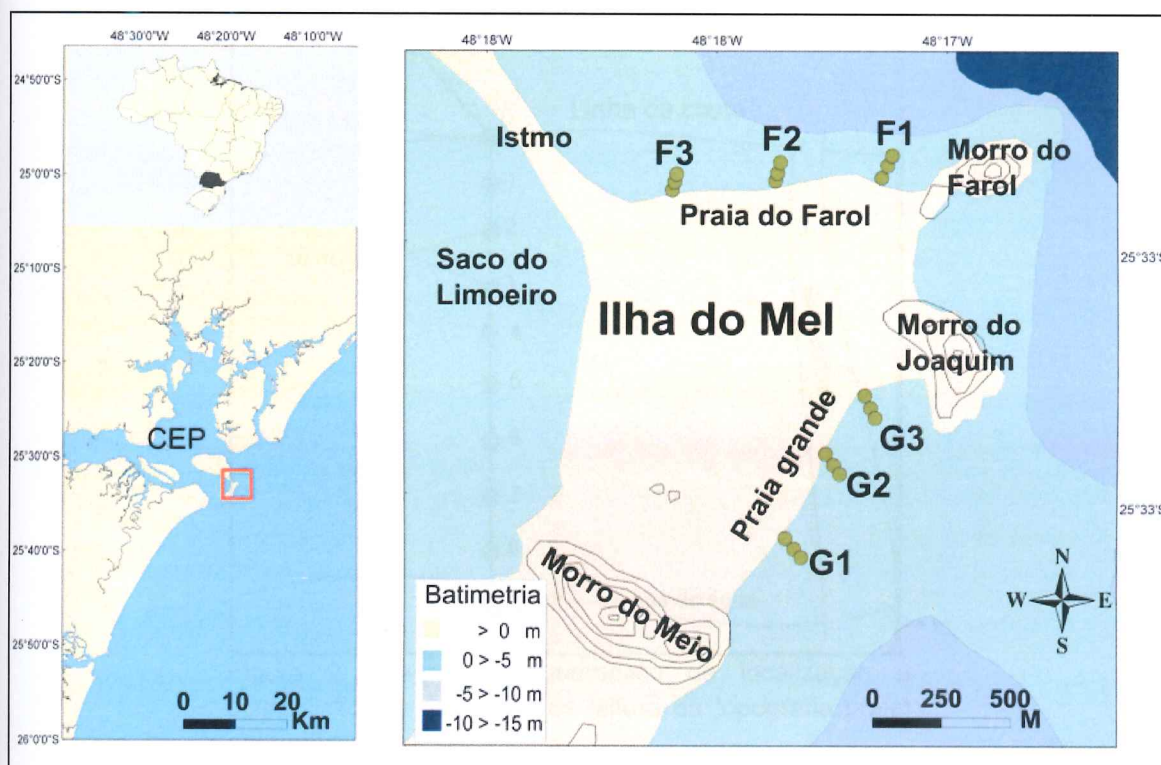 48°30'0"W 48°20'0"W 48°10'0"W
24°50'0"S
25°0'0"S
25°10'0"S
25°20'0"S
25°30'0"S
25°40'0"S
25°50'0"S
26°0'0"S
CEP
0 10 20
Km
48°18'W 48°18'W 48°17'W
25°33'S
25°33'S
Istmo
F3
F2
F1
Morro do
Farol
Praia do Farol
Saco do
Limoeiro
Ilha do Mel
Morro do
Joaquim
Praia grande
G3
G2
G1
Morro do Meio
Batimetria
> 0 m
0 > -5 m
-5 > -10 m
-10 > -15 m
N
W E
S
0 250 500
M